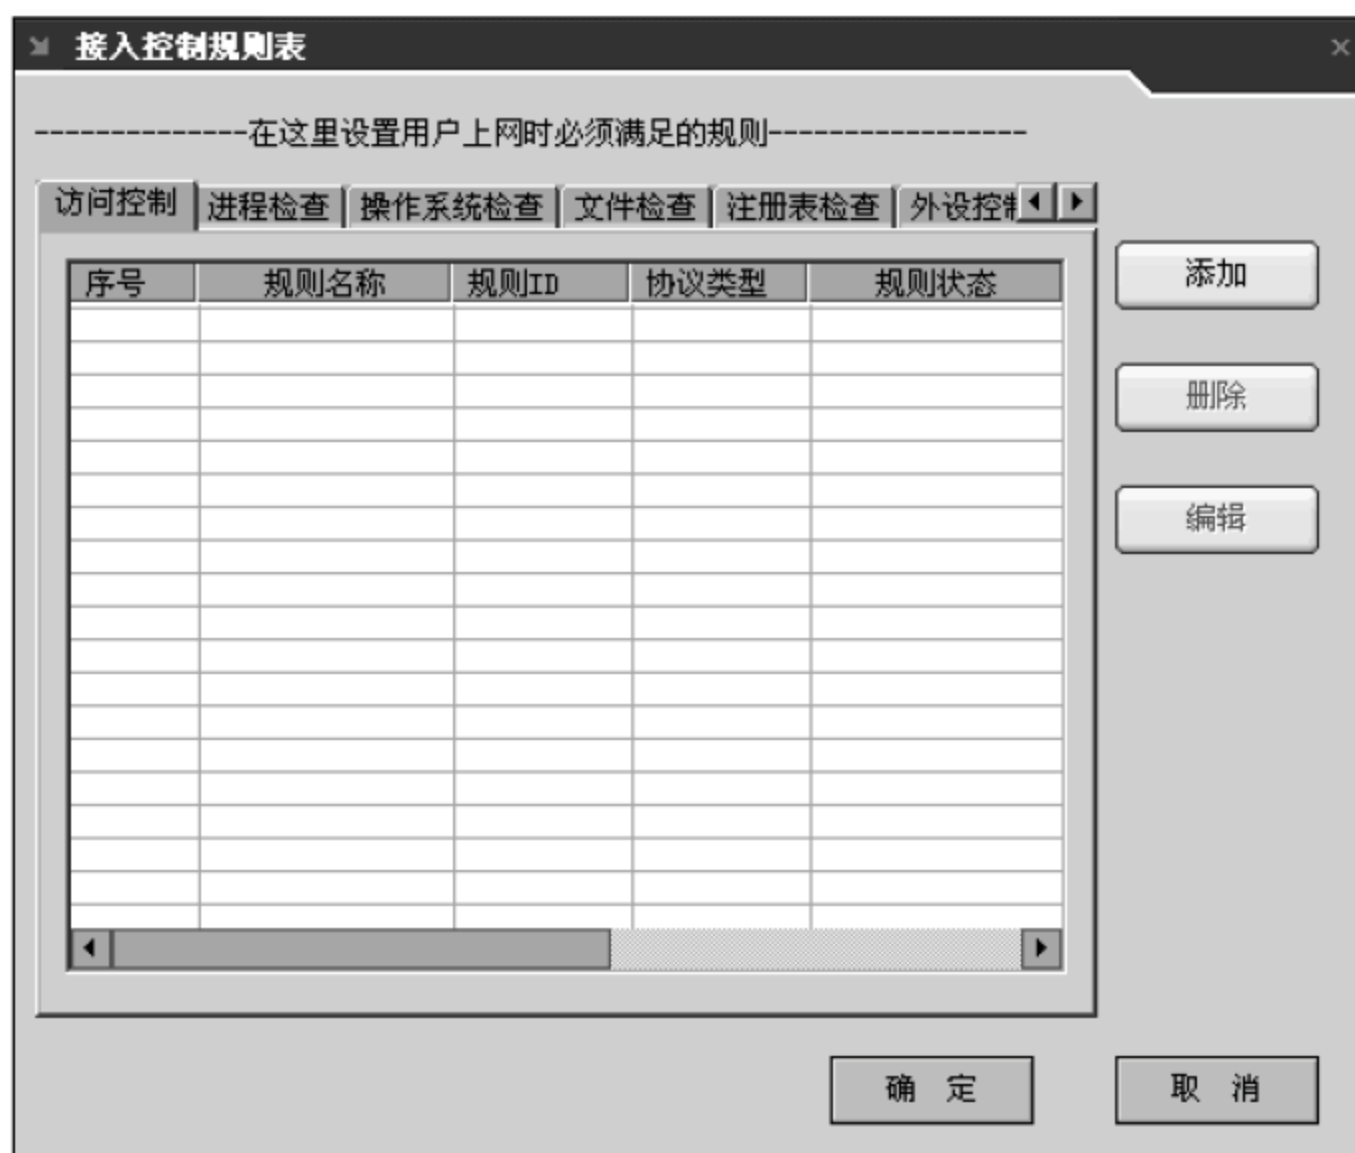 接入控制规则表
--------------在这里设置用户上网时必须满足的规则-----------------
访问控制 进程检查 操作系统检查 文件检查 注册表检查 外设控制
序号 规则名称 规则ID 协议类型 规则状态
添加
删除
编辑
确 定 取 消